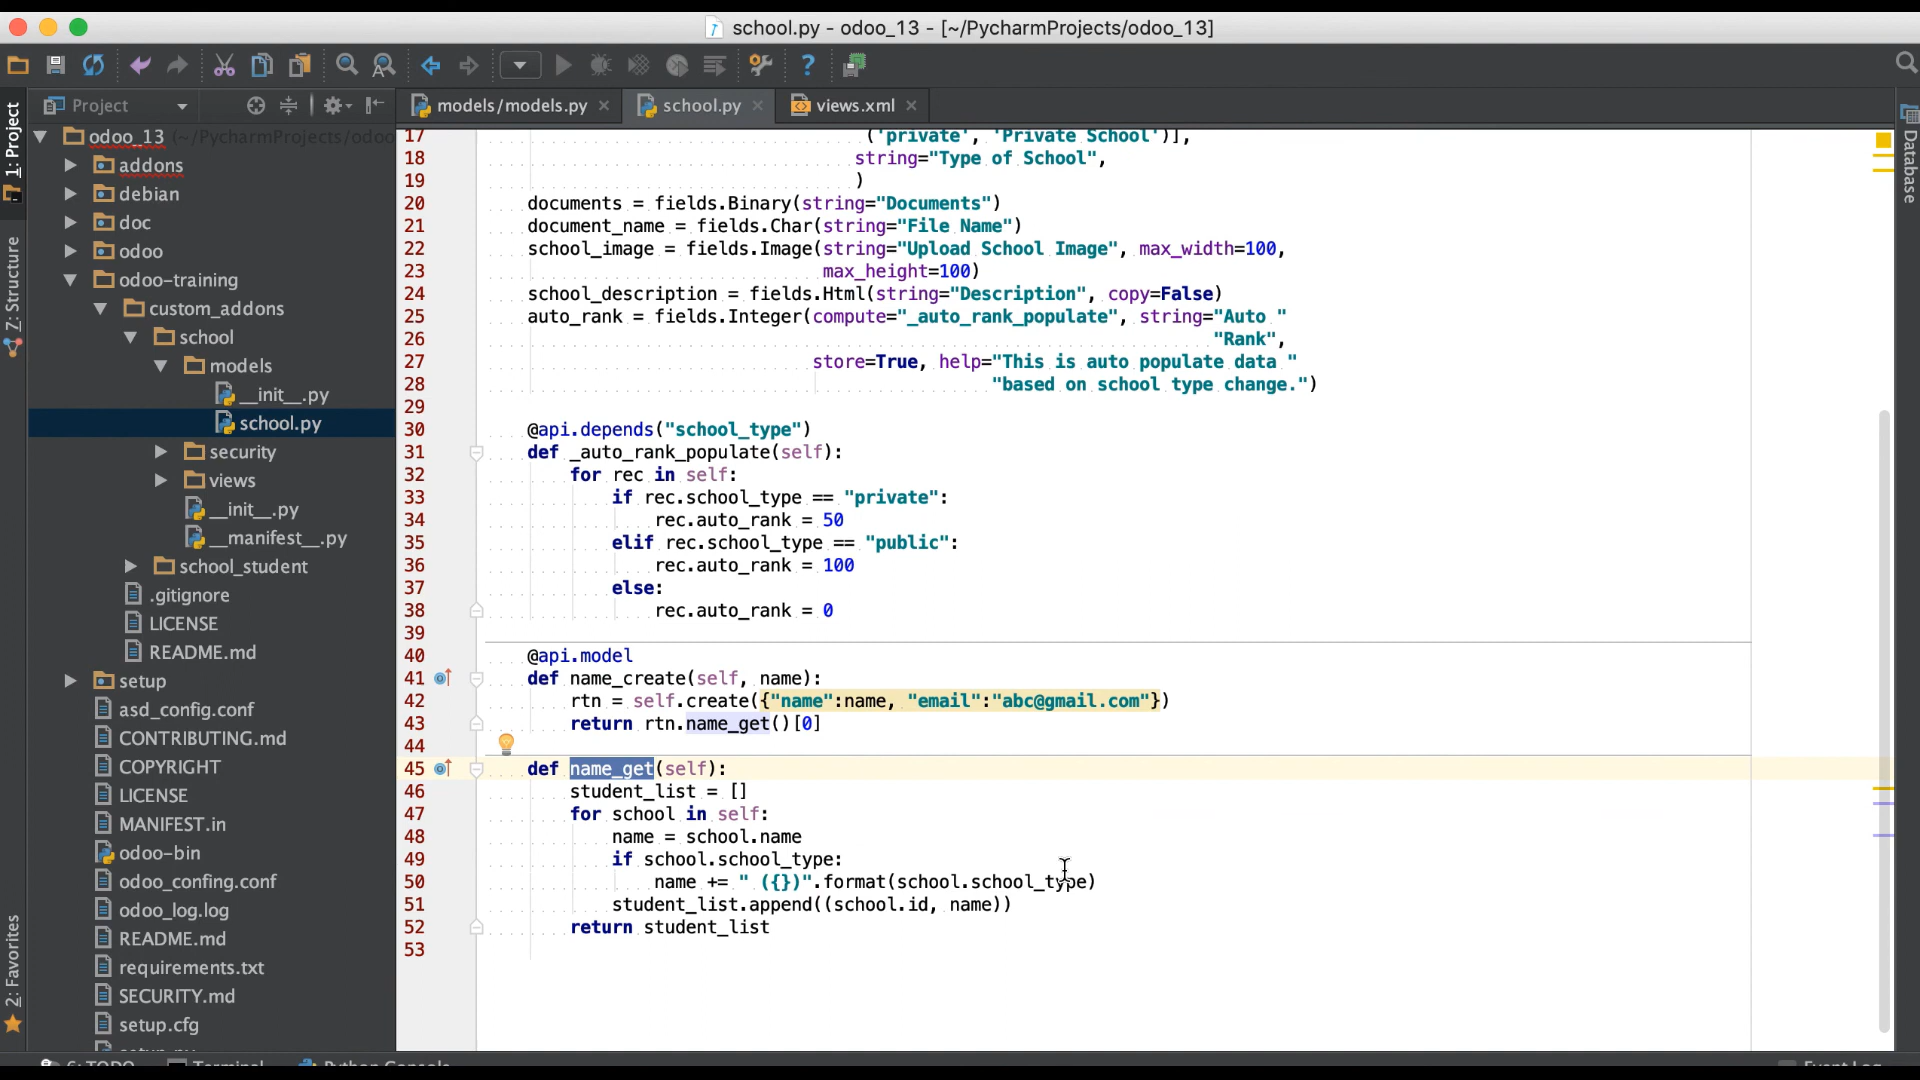 school.py - odoo_13 - [~/PycharmProjects/odoo_13]
Project
models/models.py
school.py
views.xml
1: Project
Z: Structure
2: Favorites
Database
odoo_13 (~/PycharmProjects/odoo
addons
debian
doc
odoo
odoo-training
custom_addons
school
models
__init__.py
school.py
security
views
__init__.py
__manifest__.py
school_student
.gitignore
LICENSE
README.md
setup
asd_config.conf
CONTRIBUTING.md
COPYRIGHT
LICENSE
MANIFEST.in
odoo-bin
odoo_confing.conf
odoo_log.log
README.md
requirements.txt
SECURITY.md
setup.cfg
17 ('private', 'Private School')],
18 string="Type of School",
19 )
20 documents = fields.Binary(string="Documents")
21 document_name = fields.Char(string="File Name")
22 school_image = fields.Image(string="Upload School Image", max_width=100,
23 max_height=100)
24 school_description = fields.Html(string="Description", copy=False)
25 auto_rank = fields.Integer(compute="_auto_rank_populate", string="Auto "
26 "Rank",
27 store=True, help="This is auto populate data "
28 "based on school type change.")
29
30 @api.depends("school_type")
31 def _auto_rank_populate(self):
32 for rec in self:
33 if rec.school_type == "private":
34 rec.auto_rank = 50
35 elif rec.school_type == "public":
36 rec.auto_rank = 100
37 else:
38 rec.auto_rank = 0
39
40 @api.model
41 def name_create(self, name):
42 rtn = self.create({"name":name, "email":"abc@gmail.com"})
43 return rtn.name_get()[0]
44
45 def name_get(self):
46 student_list = []
47 for school in self:
48 name = school.name
49 if school.school_type:
50 name += " ({})".format(school.school_type)
51 student_list.append((school.id, name))
52 return student_list
53
6: TODO
Terminal
Python Console
Event Log